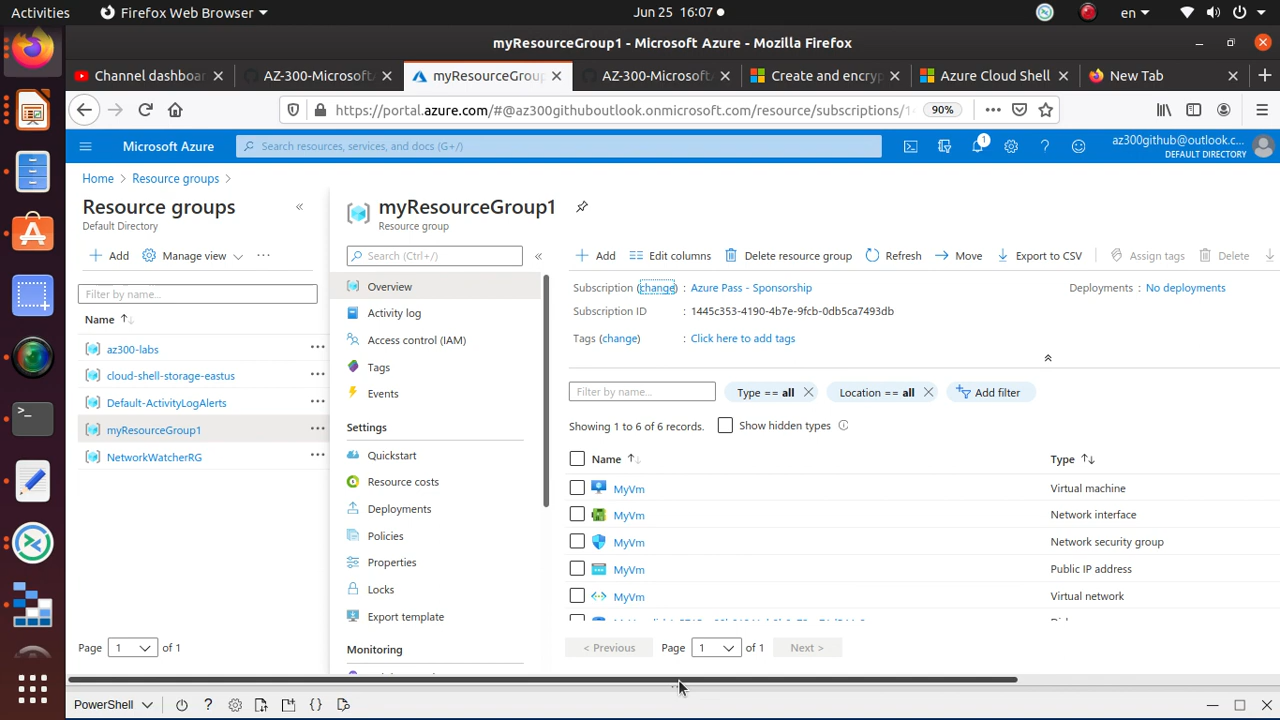 Activities
Firefox Web Browser
Jun 25 16:07
en
myResourceGroup1 - Microsoft Azure - Mozilla Firefox
Channel dashboa
AZ-300-Microsoft
myResourceGrou
AZ-300-Microsoft
Create and encryp
Azure Cloud Shell
New Tab
https://portal.azure.com/#@az300githuboutlook.onmicrosoft.com/resource/subscriptions/1
90%
Microsoft Azure
Search resources, services, and docs (G+/)
1
az300github@outlook.c...
DEFAULT DIRECTORY
Home > Resource groups >
Resource groups
Default Directory
Add
Manage view
Filter by name...
Name
az300-labs
cloud-shell-storage-eastus
Default-ActivityLogAlerts
myResourceGroup1
NetworkWatcherRG
Page 1 of 1
myResourceGroup1
Resource group
Search (Ctrl+/)
Overview
Activity log
Access control (IAM)
Tags
Events
Settings
Quickstart
Resource costs
Deployments
Policies
Properties
Locks
Export template
Monitoring
Add
Edit columns
Delete resource group
Refresh
Move
Export to CSV
Assign tags
Delete
Subscription (change) : Azure Pass - Sponsorship
Deployments : No deployments
Subscription ID : 1445c353-4190-4b7e-9fcb-0db5ca7493db
Tags (change) : Click here to add tags
Filter by name...
Type == all
Location == all
Add filter
Showing 1 to 6 of 6 records.
Show hidden types
Name
Type
MyVm Virtual machine
MyVm Network interface
MyVm Network security group
MyVm Public IP address
MyVm Virtual network
< Previous
Page 1 of 1
Next >
PowerShell